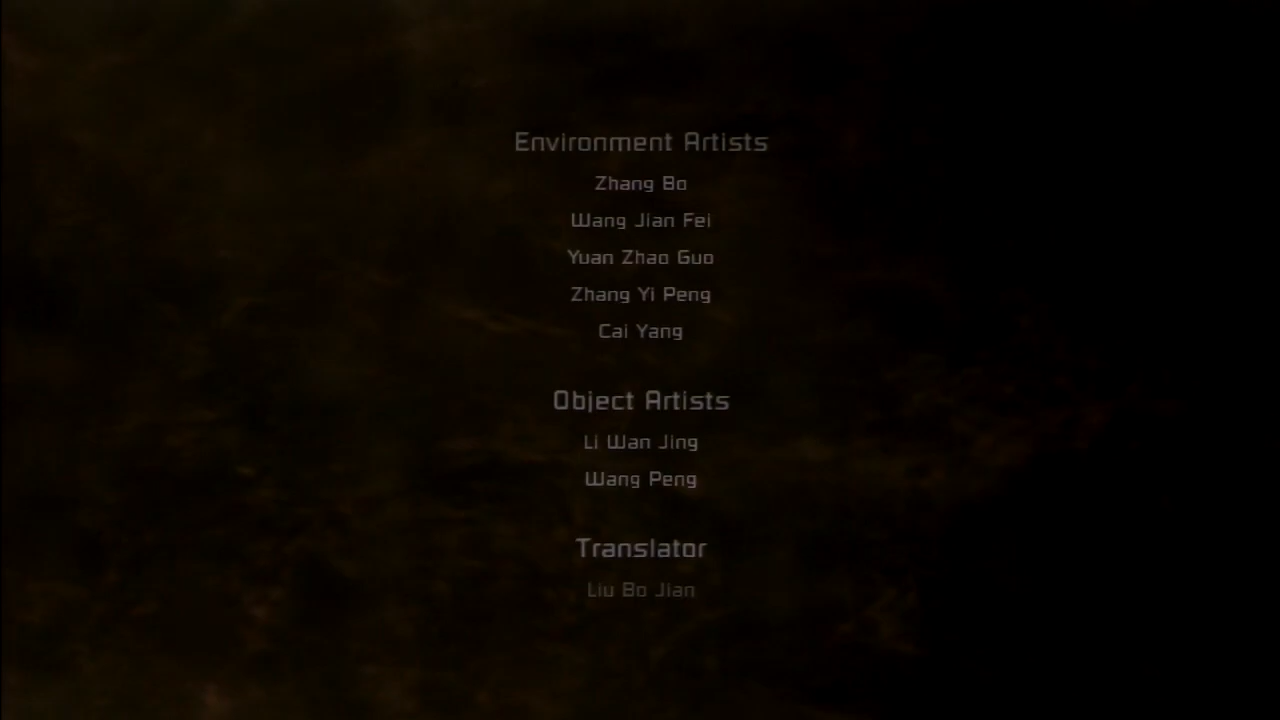 Environment Artists
Zhang Bo
Wang Jian Fei
Yuan Zhao Guo
Zhang Yi Peng
Cai Yang
Object Artists
Li Wan Jing
Wang Peng
Translator
Liu Bo Jian